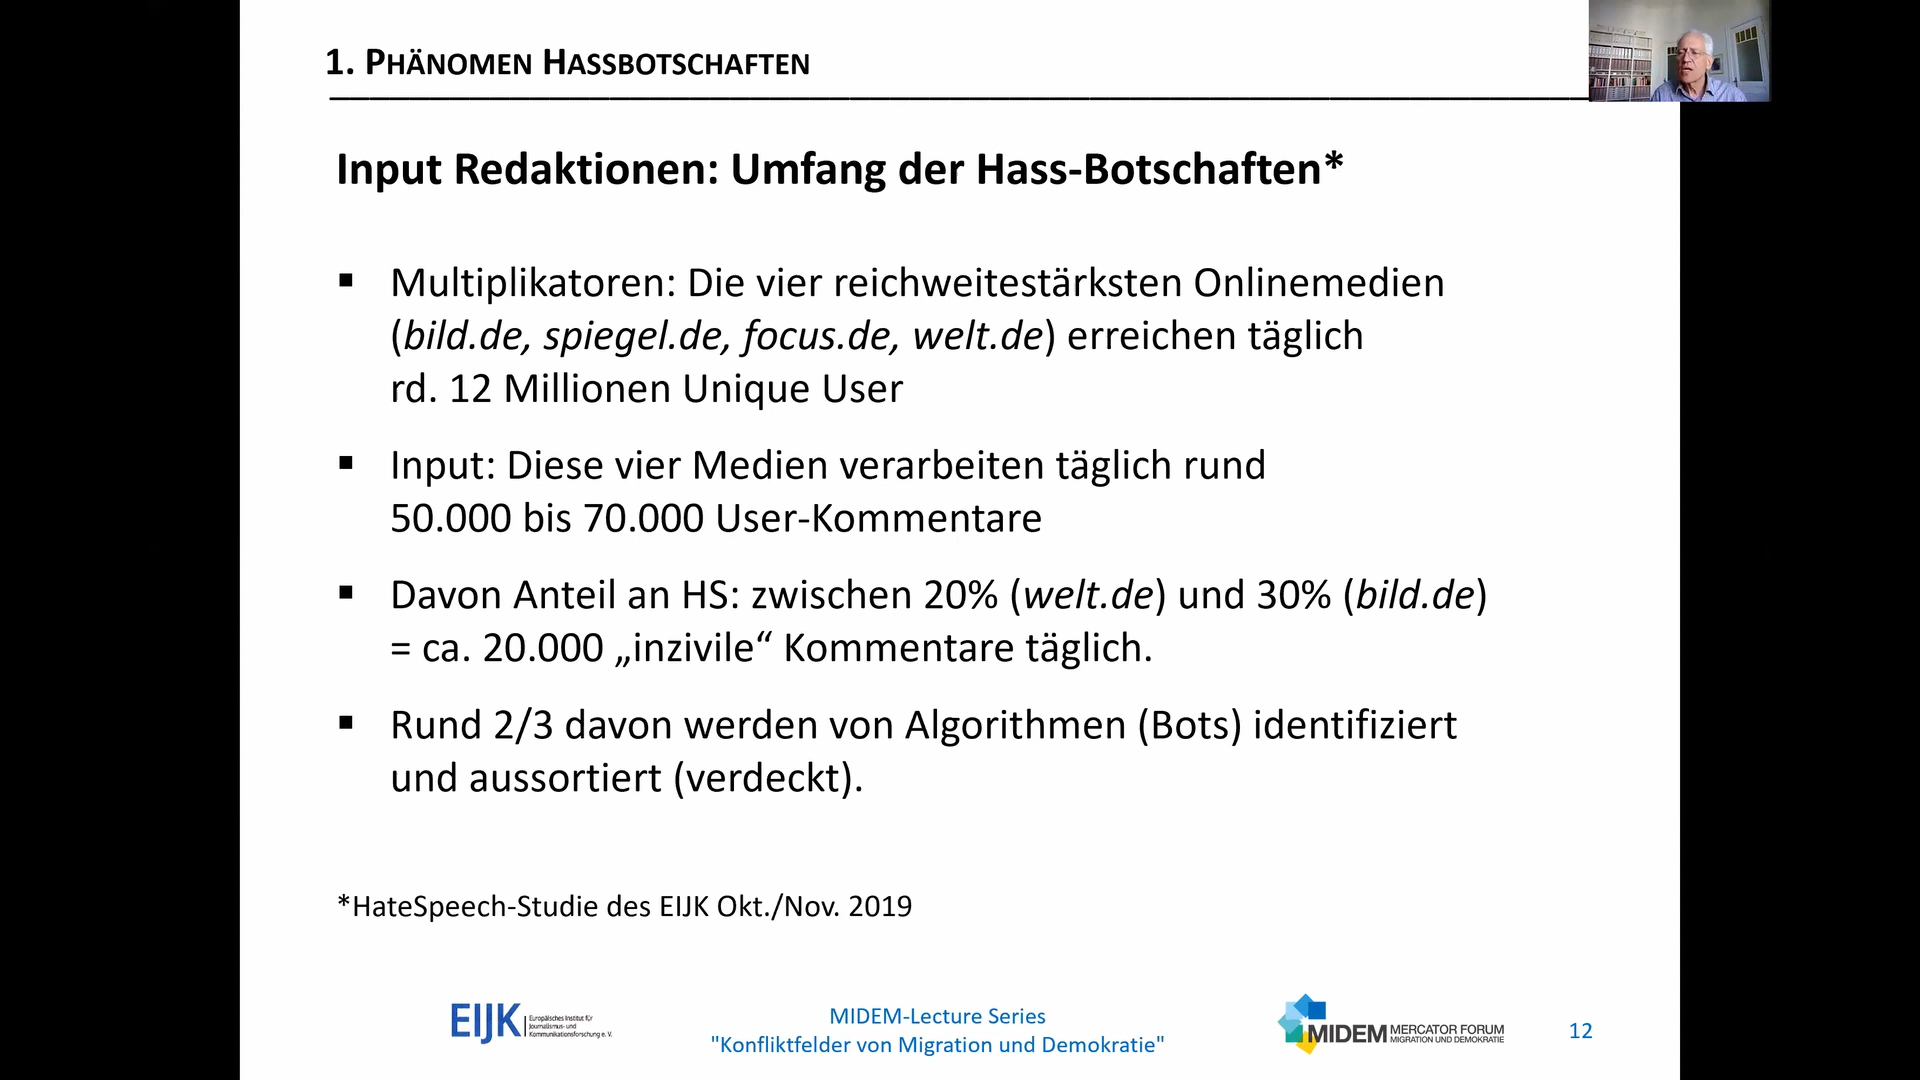 1. PHÄNOMEN HASSBOTSCHAFTEN
Input Redaktionen: Umfang der Hass-Botschaften*
▪ Multiplikatoren: Die vier reichweitestärksten Onlinemedien
(bild.de, spiegel.de, focus.de, welt.de) erreichen täglich
rd. 12 Millionen Unique User
▪ Input: Diese vier Medien verarbeiten täglich rund
50.000 bis 70.000 User-Kommentare
▪ Davon Anteil an HS: zwischen 20% (welt.de) und 30% (bild.de)
= ca. 20.000 „inzivile“ Kommentare täglich.
▪ Rund 2/3 davon werden von Algorithmen (Bots) identifiziert
und aussortiert (verdeckt).
*HateSpeech-Studie des EIJK Okt./Nov. 2019
EIJK
Europäisches Institut für
Journalismus- und
Kommunikationsforschung e. V.
MIDEM-Lecture Series
"Konfliktfelder von Migration und Demokratie"
MIDEM
MERCATOR FORUM
MIGRATION UND DEMOKRATIE
12